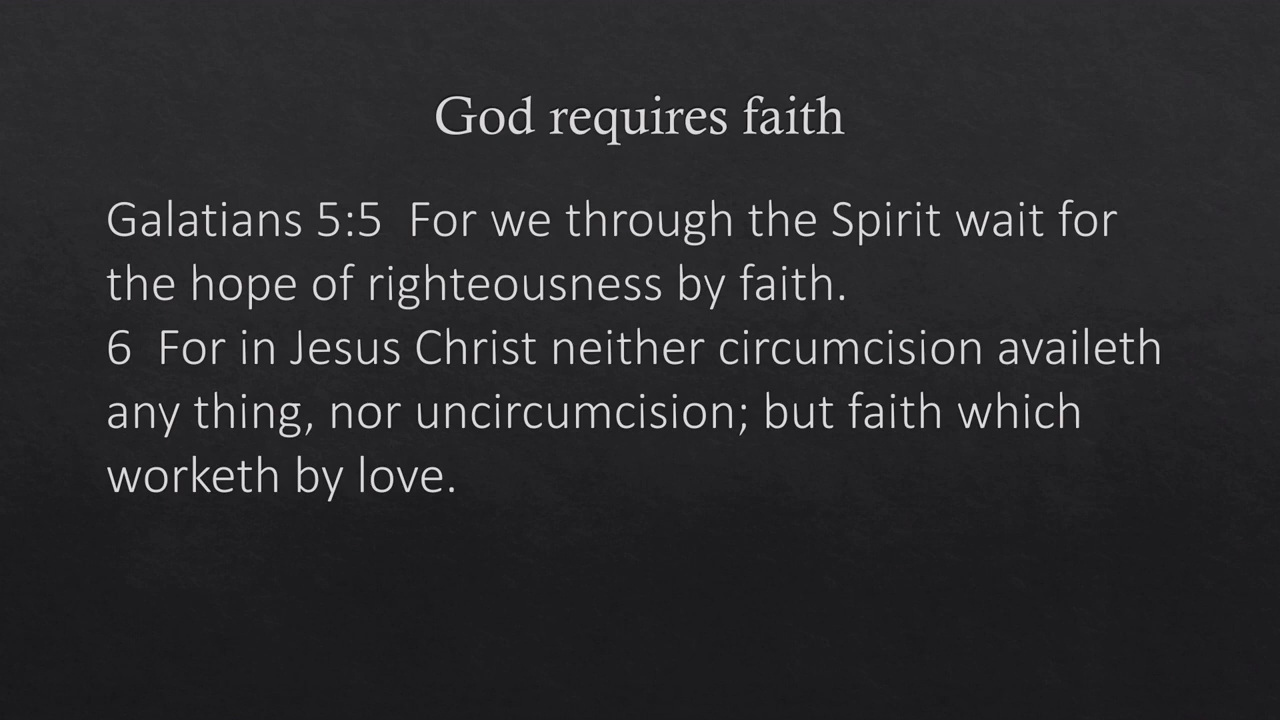 God requires faith
Galatians 5:5  For we through the Spirit wait for
the hope of righteousness by faith.
6  For in Jesus Christ neither circumcision availeth
any thing, nor uncircumcision; but faith which
worketh by love.